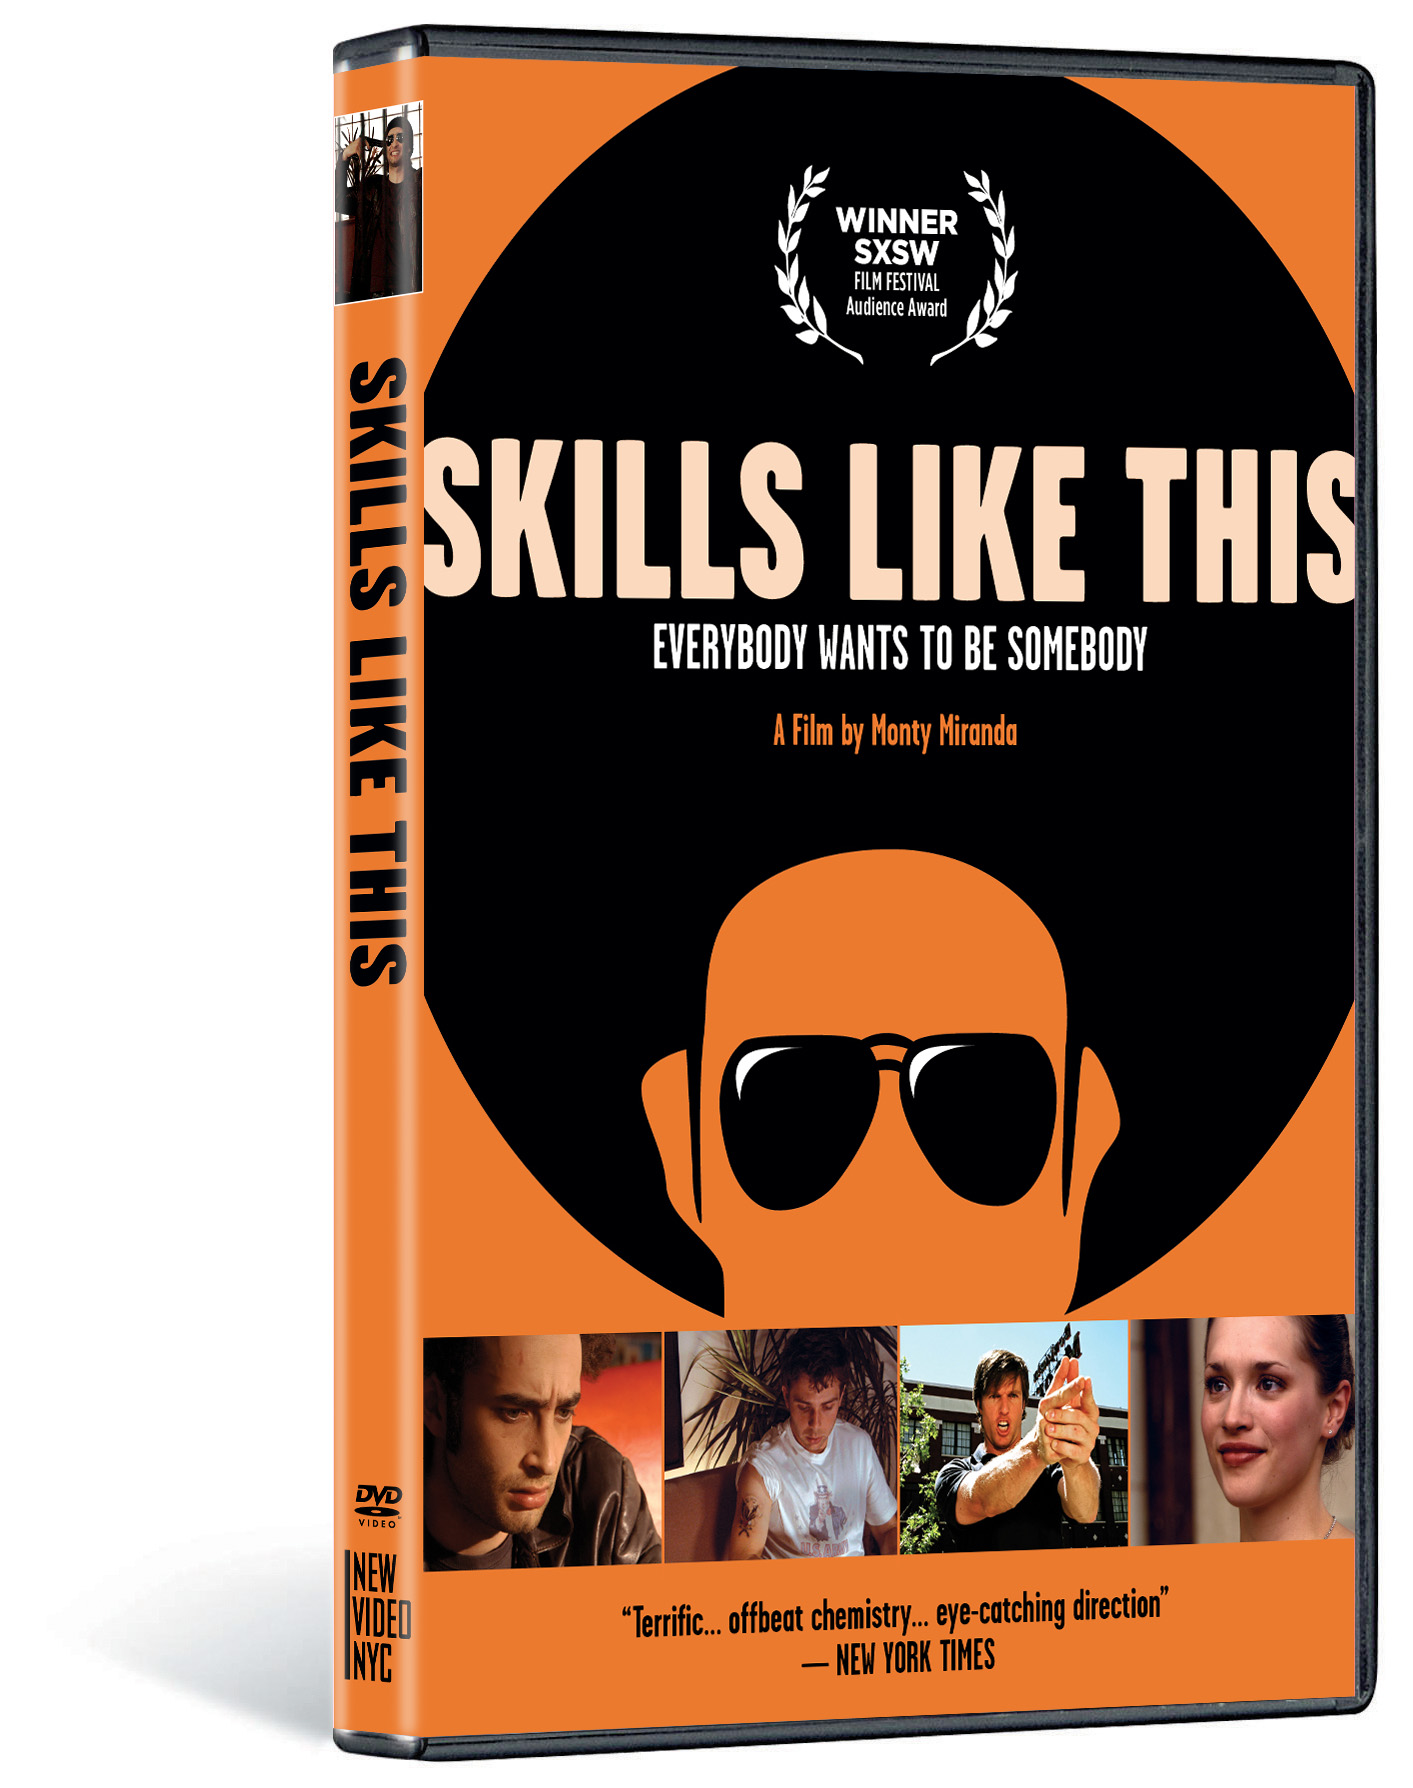 WINNER
SXSW
FILM FESTIVAL
Audience Award
SKILLS LIKE THIS
EVERYBODY WANTS TO BE SOMEBODY
A Film by Monty Miranda
"Terrific... offbeat chemistry... eye-catching direction"
— NEW YORK TIMES
SKILLS LIKE THIS
DVD
VIDEO
NEW
VIDEO
NYC